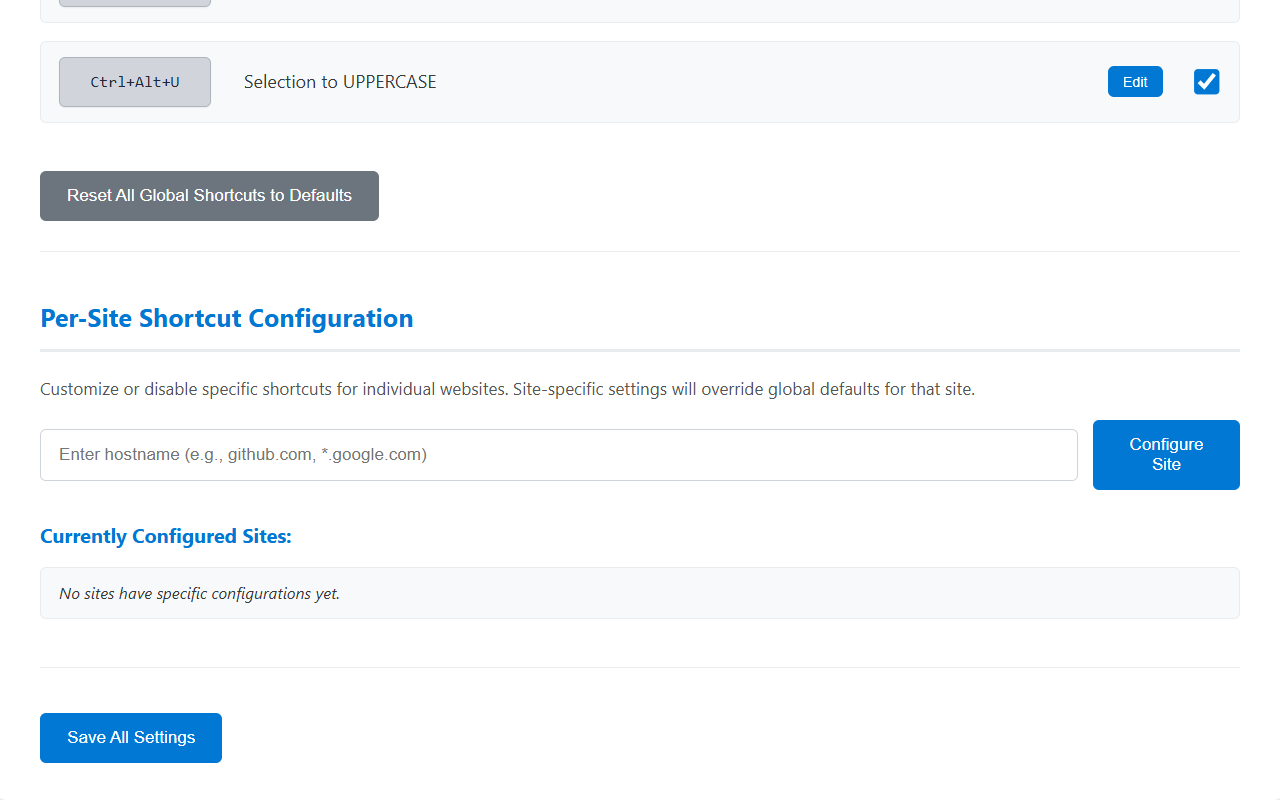 Ctrl+Alt+U
Selection to UPPERCASE
Edit
Reset All Global Shortcuts to Defaults
Per-Site Shortcut Configuration
Customize or disable specific shortcuts for individual websites. Site-specific settings will override global defaults for that site.
Enter hostname (e.g., github.com, *.google.com)
Configure
Site
Currently Configured Sites:
No sites have specific configurations yet.
Save All Settings